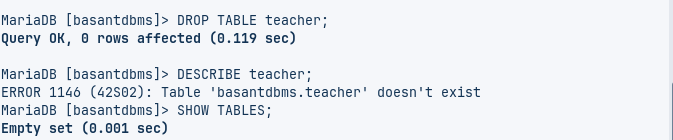 MariaDB [basantdbms]> DROP TABLE teacher;
Query OK, 0 rows affected (0.119 sec)
MariaDB [basantdbms]> DESCRIBE teacher;
ERROR 1146 (42S02): Table 'basantdbms.teacher' doesn't exist
MariaDB [basantdbms]> SHOW TABLES;
Empty set (0.001 sec)